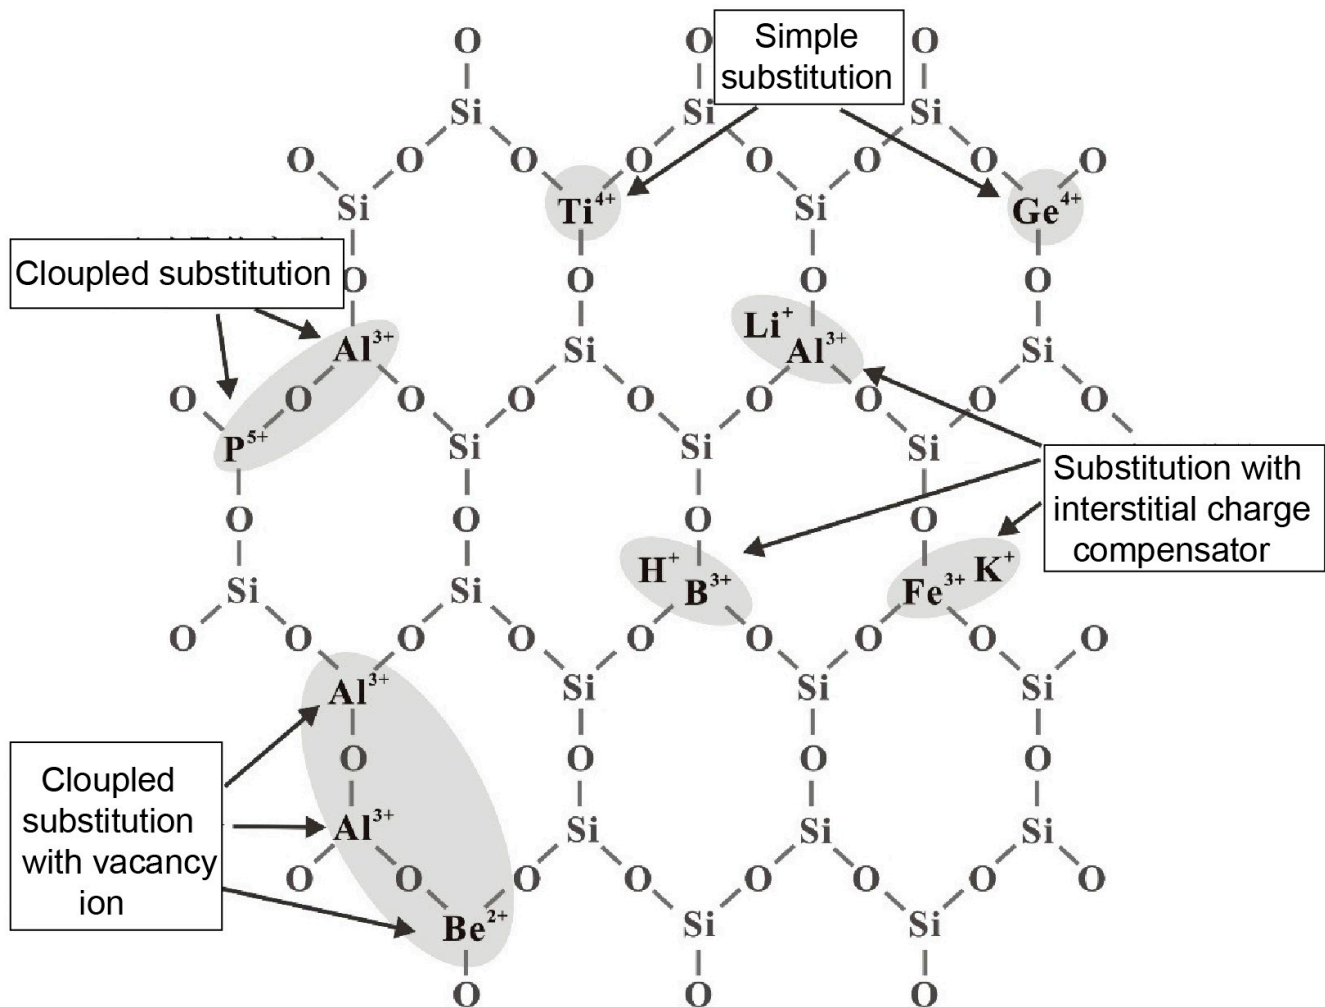 Simple
substitution
O O O
Si Si Si
O O O O O O O O
Si Ti⁴⁺ Si Ge⁴⁺
Cloupled substitution
O O O O
Li⁺
Al³⁺ Si Al³⁺ Si
O O O O O O O O O
P⁵⁺ Si Si Si
Substitution with
interstitial charge
compensator
O O O O
H⁺ K⁺
Si Si B³⁺ Fe³⁺
O O O O O O O O O
Al³⁺ Si Si Si
O O O O
Cloupled
substitution
with vacancy
ion
Al³⁺ Si Si Si
O O O O O O O O
Be²⁺ Si Si
O O O